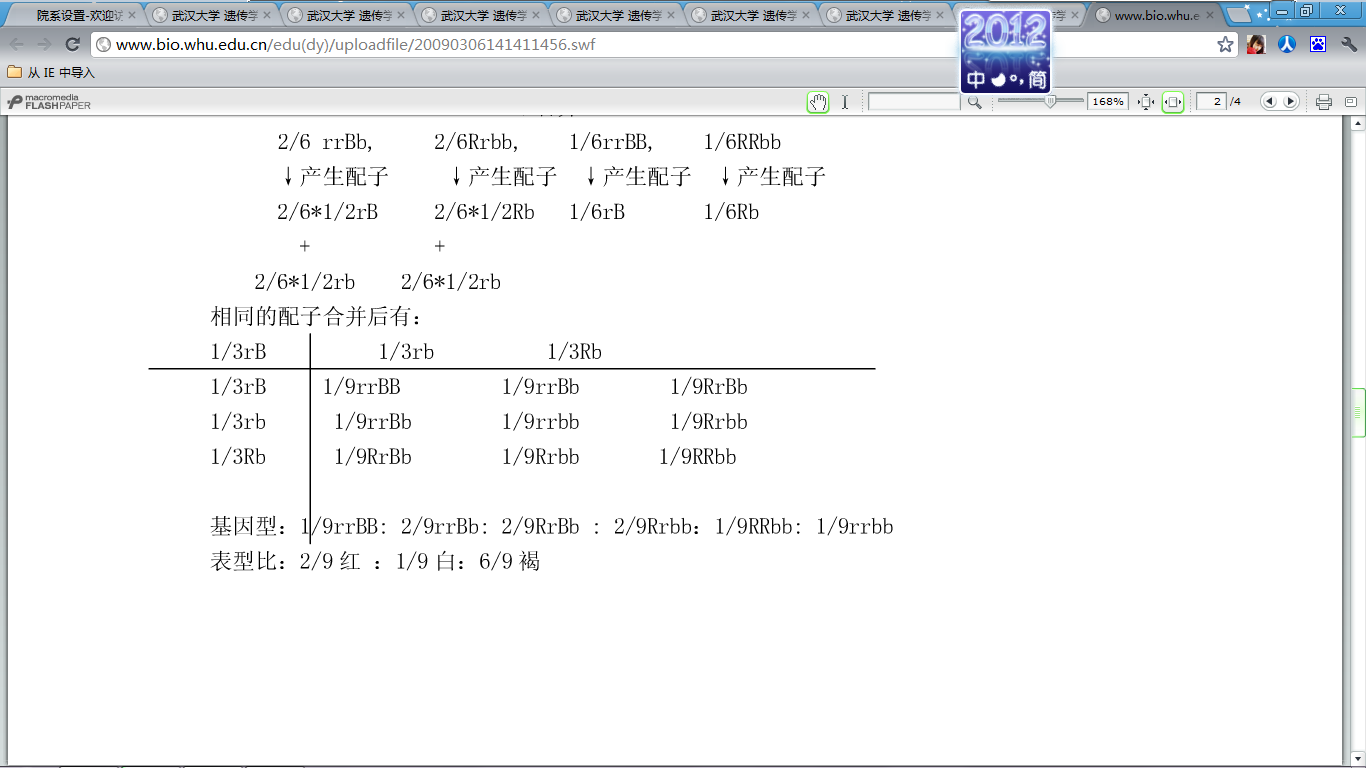 院系设置-欢迎访 武汉大学 遗传学 武汉大学 遗传学 武汉大学 遗传学 武汉大学 遗传学 武汉大学 遗传学 武汉大学 遗传学 www.bio.whu.e
www.bio.whu.edu.cn/edu(dy)/uploadfile/20090306141411456.swf
2012
中 简
从 IE 中导入
macromedia
FLASHPAPER
168% 2 /4
2/6 rrBb, 2/6Rrbb, 1/6rrBB, 1/6RRbb
↓产生配子 ↓产生配子 ↓产生配子 ↓产生配子
2/6*1/2rB 2/6*1/2Rb 1/6rB 1/6Rb
+ +
2/6*1/2rb 2/6*1/2rb
相同的配子合并后有：
1/3rB 1/3rb 1/3Rb
1/3rB 1/9rrBB 1/9rrBb 1/9RrBb
1/3rb 1/9rrBb 1/9rrbb 1/9Rrbb
1/3Rb 1/9RrBb 1/9Rrbb 1/9RRbb
基因型：1/9rrBB: 2/9rrBb: 2/9RrBb : 2/9Rrbb：1/9RRbb: 1/9rrbb
表型比：2/9 红 ：1/9 白：6/9 褐